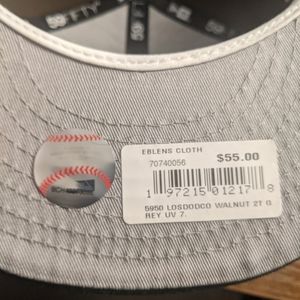 59FIFTY
EBLENS CLOTH
70740056
$55.00
1 97215 01217 8
5950 LOSDODCO WALNUT 2T G
REY UV 7.